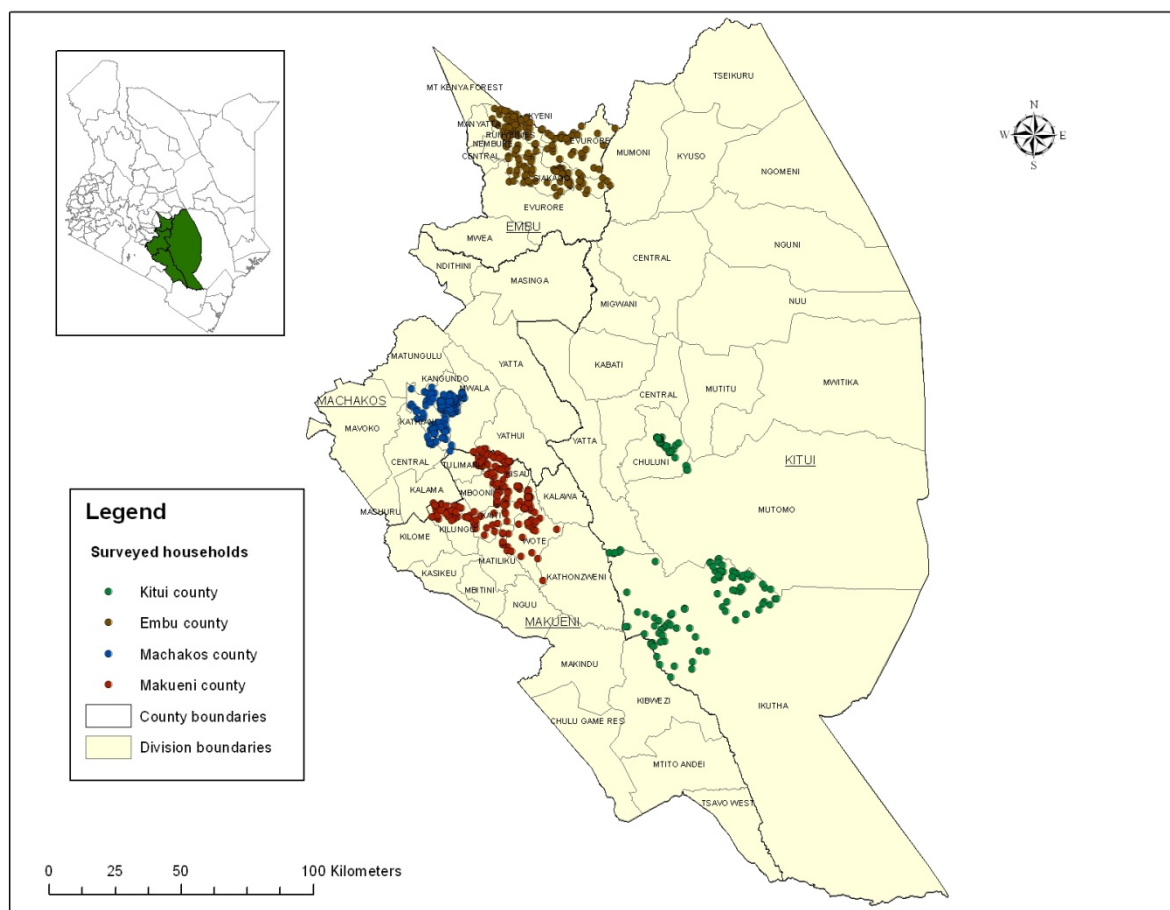 TSEIKURU
MT KENYA FOREST
N
KYENI
MANYATTA
RUNYENJES
W
E
EVURORE
NEMBURE
MUMONI
CENTRAL
KYUSO
S
NGOMENI
SIAKAGO
EVURORE
EMBU
MWEA
NGUNI
NDITHINI
CENTRAL
MASINGA
NUU
MIGWANI
MATUNGULU
YATTA
KABATI
KANGUNDO
MWALA
MUTITU
MWITIKA
CENTRAL
MACHAKOS
MAVOKO
KATHIANI
YATHUI
YATTA
CHULUNI
KITUI
CENTRAL
TULIMANI
KISAU
KALAMA
MBOONI
KALAWA
MASHURU
MUTOMO
KAITI
KILUNGU
KILOME
WOTE
MATILIKU
KASIKEU
KATHONZWENI
MBITINI
NGUU
MAKUENI
MAKINDU
KIBWEZI
IKUTHA
CHULU GAME RES
MTITO ANDEI
TSAVO WEST
Legend
Surveyed households
Kitui county
Embu county
Machakos county
Makueni county
County boundaries
Division boundaries
0 25 50 100 Kilometers